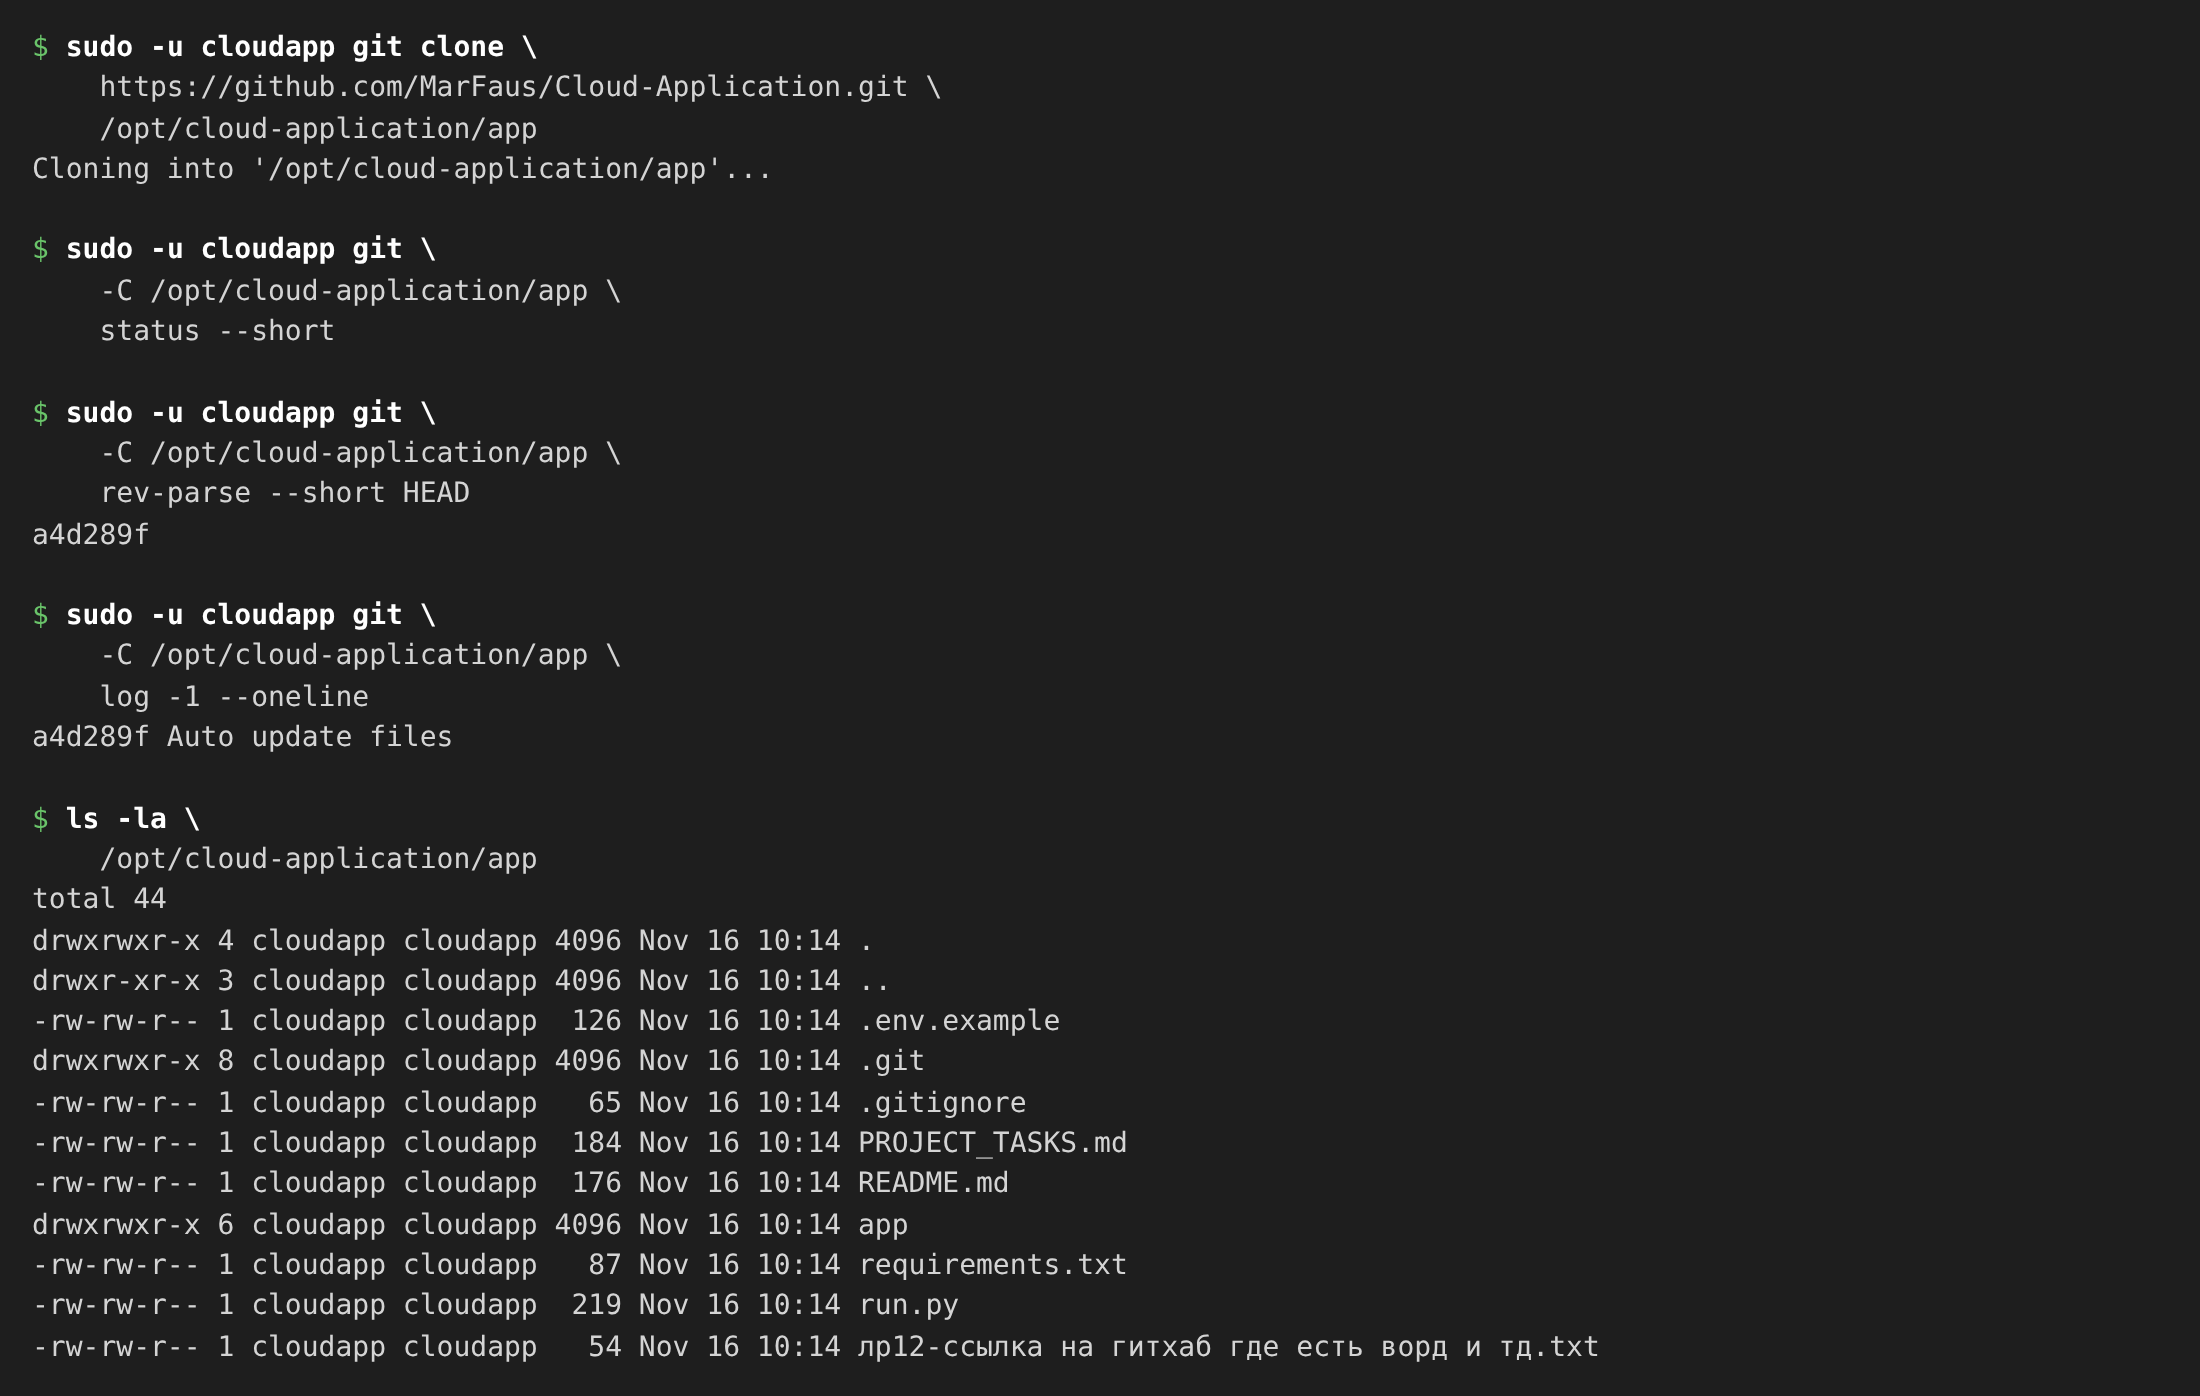 $ sudo -u cloudapp git clone \
    https://github.com/MarFaus/Cloud-Application.git \
    /opt/cloud-application/app
Cloning into '/opt/cloud-application/app'...

$ sudo -u cloudapp git \
    -C /opt/cloud-application/app \
    status --short

$ sudo -u cloudapp git \
    -C /opt/cloud-application/app \
    rev-parse --short HEAD
a4d289f

$ sudo -u cloudapp git \
    -C /opt/cloud-application/app \
    log -1 --oneline
a4d289f Auto update files

$ ls -la \
    /opt/cloud-application/app
total 44
drwxrwxr-x 4 cloudapp cloudapp 4096 Nov 16 10:14 .
drwxr-xr-x 3 cloudapp cloudapp 4096 Nov 16 10:14 ..
-rw-rw-r-- 1 cloudapp cloudapp  126 Nov 16 10:14 .env.example
drwxrwxr-x 8 cloudapp cloudapp 4096 Nov 16 10:14 .git
-rw-rw-r-- 1 cloudapp cloudapp   65 Nov 16 10:14 .gitignore
-rw-rw-r-- 1 cloudapp cloudapp  184 Nov 16 10:14 PROJECT_TASKS.md
-rw-rw-r-- 1 cloudapp cloudapp  176 Nov 16 10:14 README.md
drwxrwxr-x 6 cloudapp cloudapp 4096 Nov 16 10:14 app
-rw-rw-r-- 1 cloudapp cloudapp   87 Nov 16 10:14 requirements.txt
-rw-rw-r-- 1 cloudapp cloudapp  219 Nov 16 10:14 run.py
-rw-rw-r-- 1 cloudapp cloudapp   54 Nov 16 10:14 лр12-ссылка на гитхаб где есть ворд и тд.txt